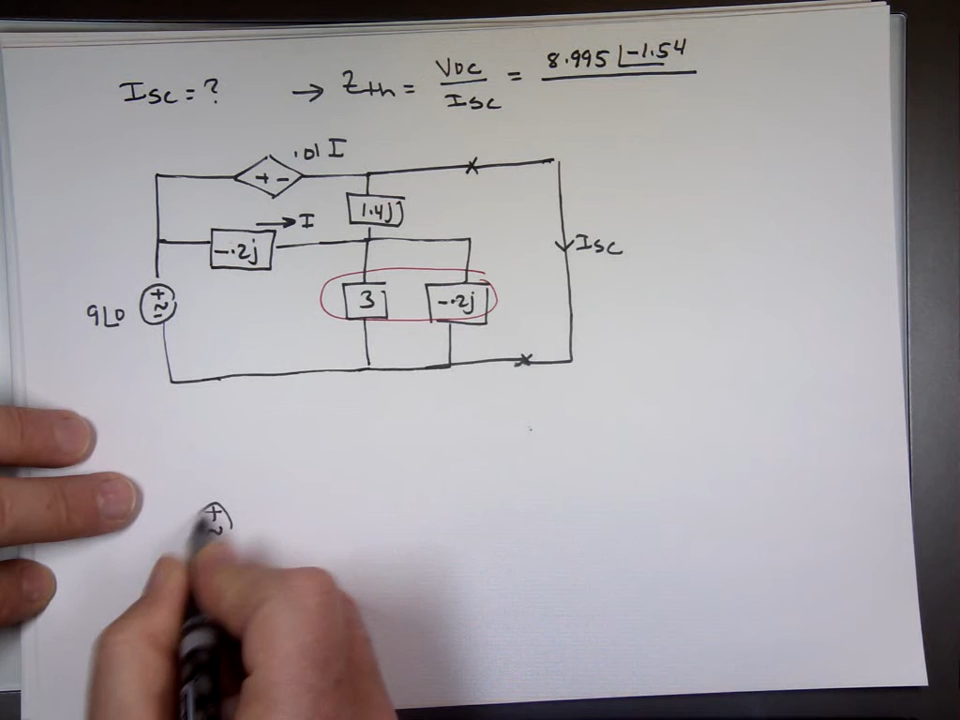 Isc = ? → Zth = Voc / Isc = 8.995∠-1.54
.01 I
+ -
1.4j
→ I
-.2j
Isc
+
~
-
9∠0
3
-.2j
+
~